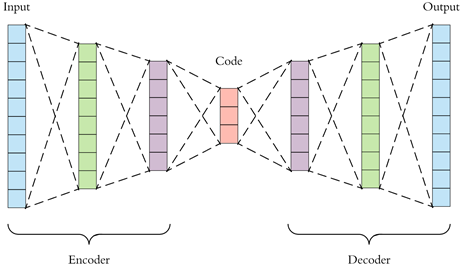 Input
Output
Code
Encoder
Decoder